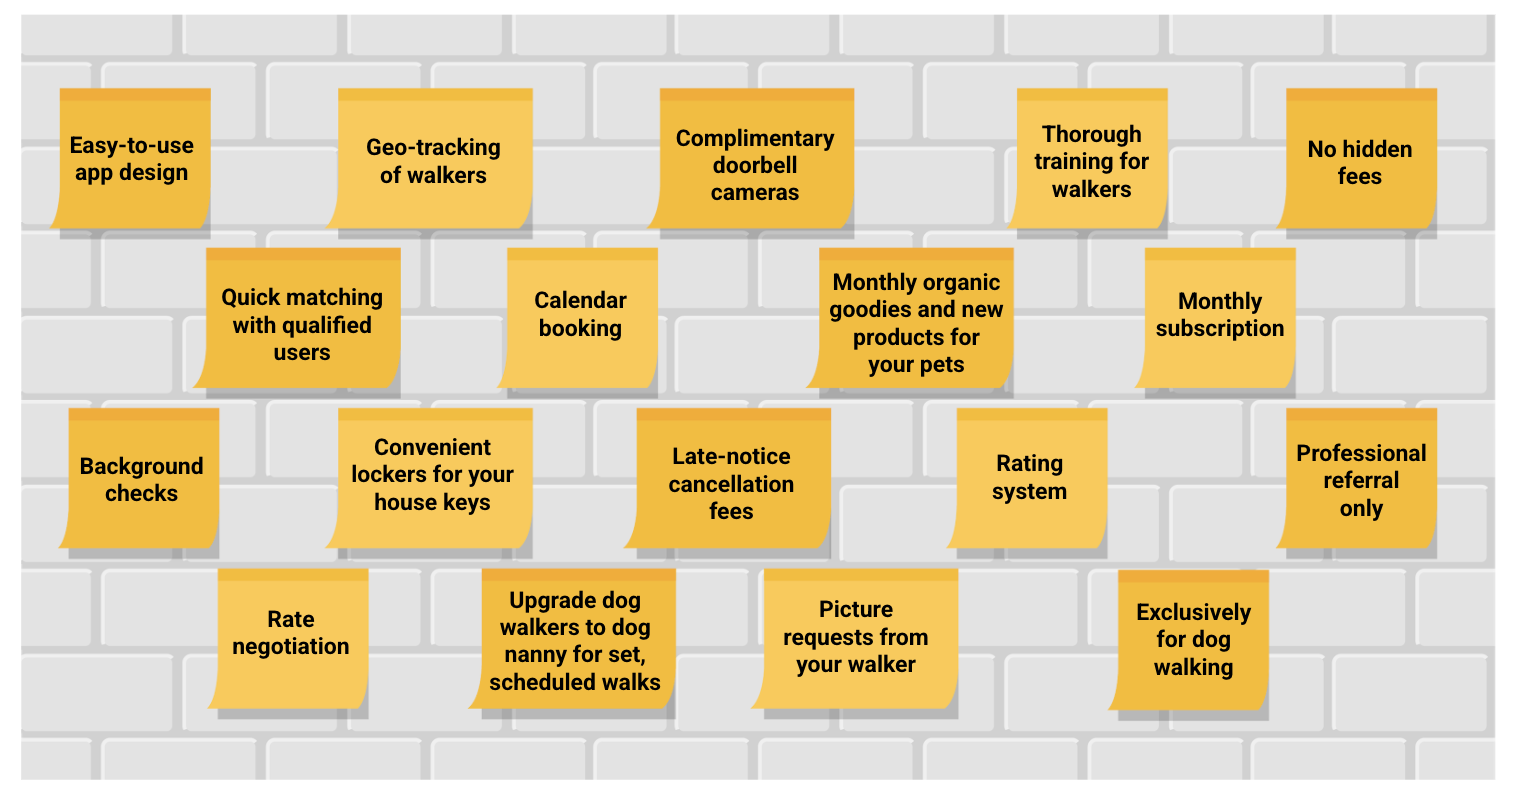 Easy-to-use
app design
Geo-tracking
of walkers
Complimentary
doorbell
cameras
Thorough
training for
walkers
No hidden
fees
Quick matching
with qualified
users
Calendar
booking
Monthly organic
goodies and new
products for
your pets
Monthly
subscription
Background
checks
Convenient
lockers for your
house keys
Late-notice
cancellation
fees
Rating
system
Professional
referral
only
Rate
negotiation
Upgrade dog
walkers to dog
nanny for set,
scheduled walks
Picture
requests from
your walker
Exclusively
for dog
walking